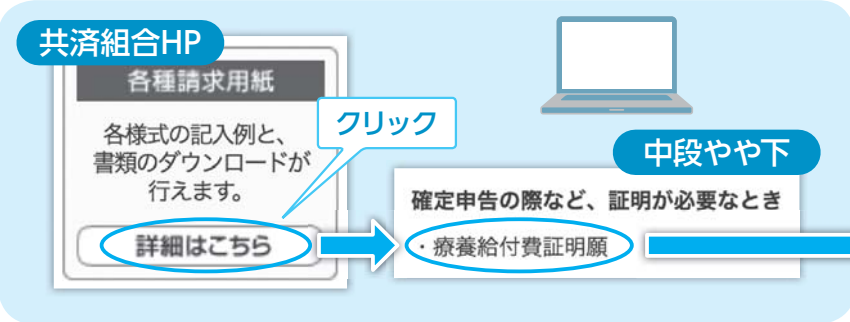 共済組合HP
各種請求用紙
各様式の記入例と、
書類のダウンロードが
行えます。
クリック
詳細はこちら
中段やや下
確定申告の際など、証明が必要なとき
・療養給付費証明願